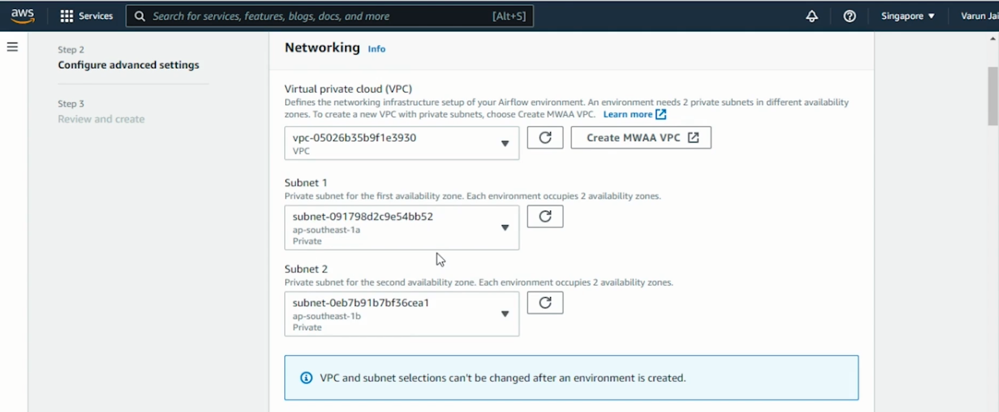 aws
Services
Search for services, features, blogs, docs, and more
[Alt+S]
Singapore
Varun Jai
Step 2
Configure advanced settings
Step 3
Review and create
Networking Info
Virtual private cloud (VPC)
Defines the networking infrastructure setup of your Airflow environment. An environment needs 2 private subnets in different availability
zones. To create a new VPC with private subnets, choose Create MWAA VPC. Learn more
vpc-05026b35b9f1e3930
VPC
Create MWAA VPC
Subnet 1
Private subnet for the first availability zone. Each environment occupies 2 availability zones.
subnet-091798d2c9e54bb52
ap-southeast-1a
Private
Subnet 2
Private subnet for the second availability zone. Each environment occupies 2 availability zones.
subnet-0eb7b91b7bf36cea1
ap-southeast-1b
Private
VPC and subnet selections can't be changed after an environment is created.